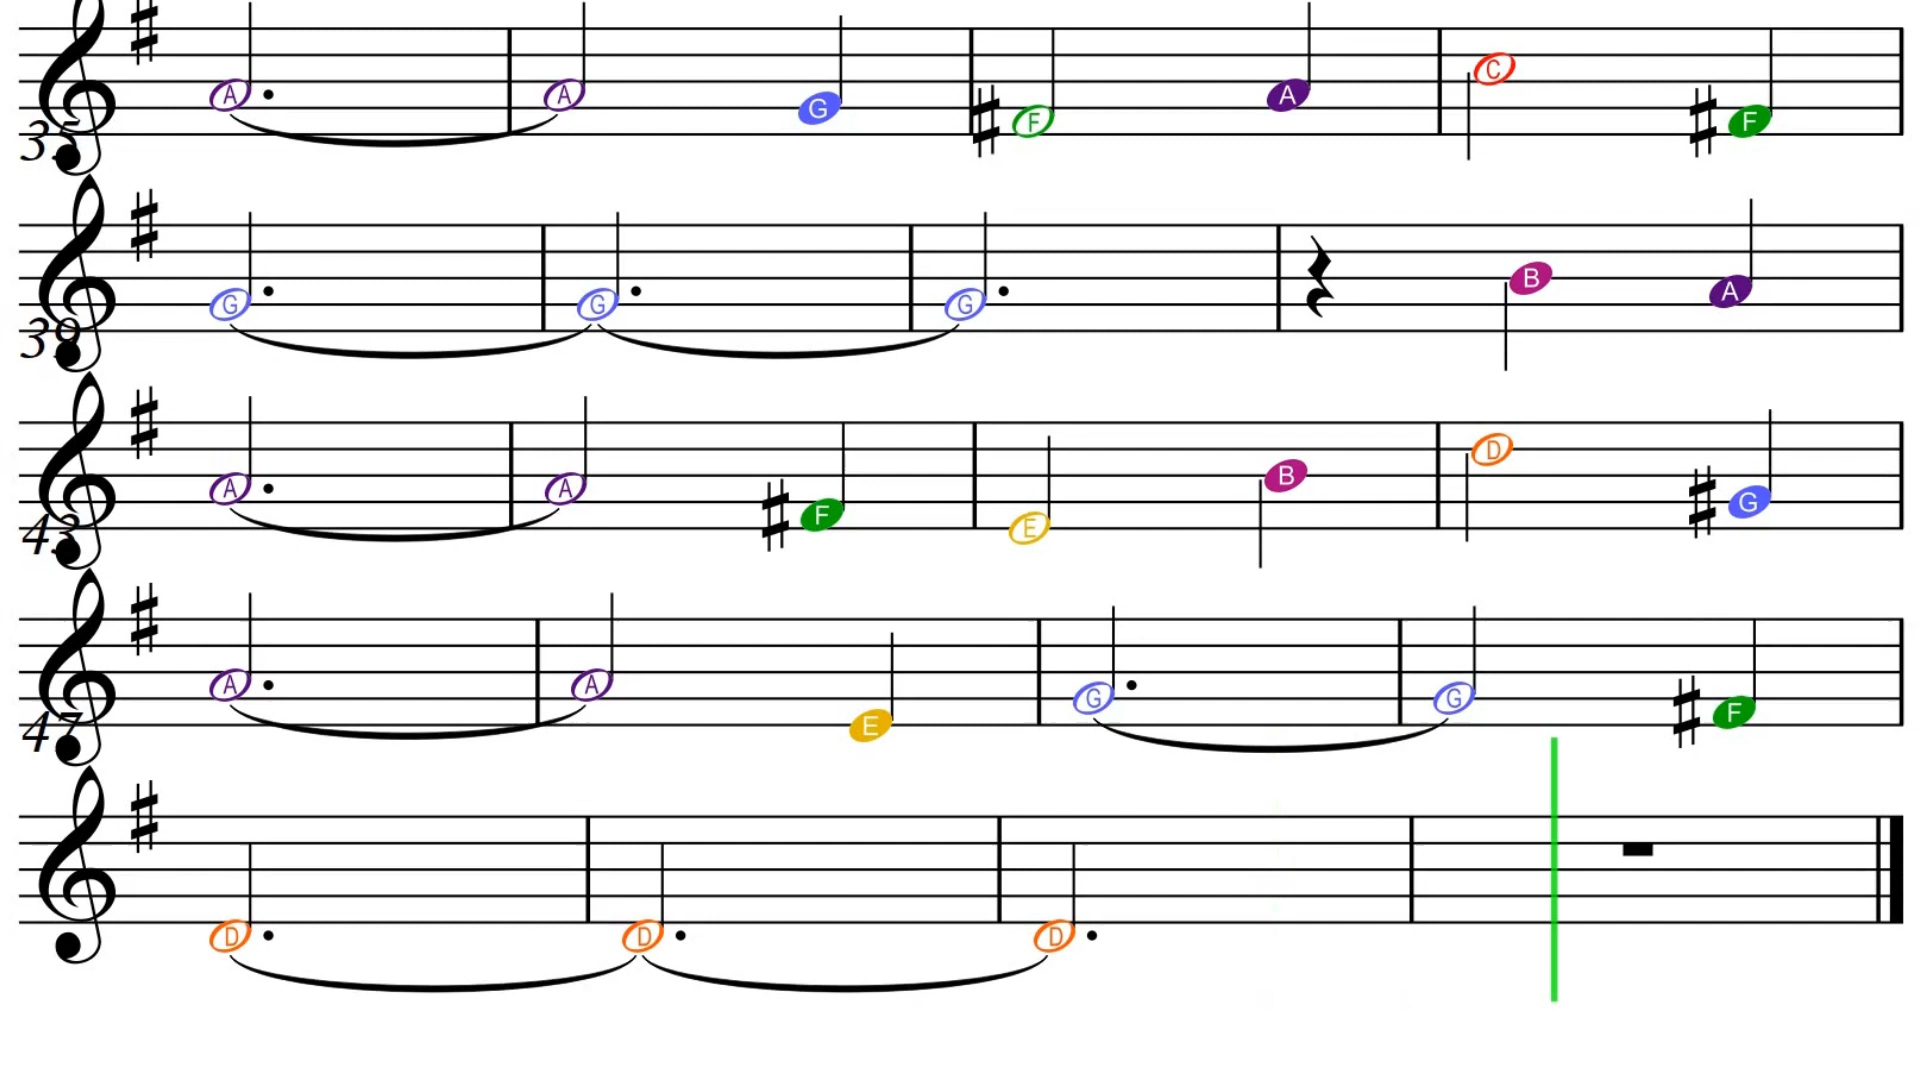 A A G F A C F
35
G G G B A
39
A A F E B D G
43
A A E G G F
47
D D D